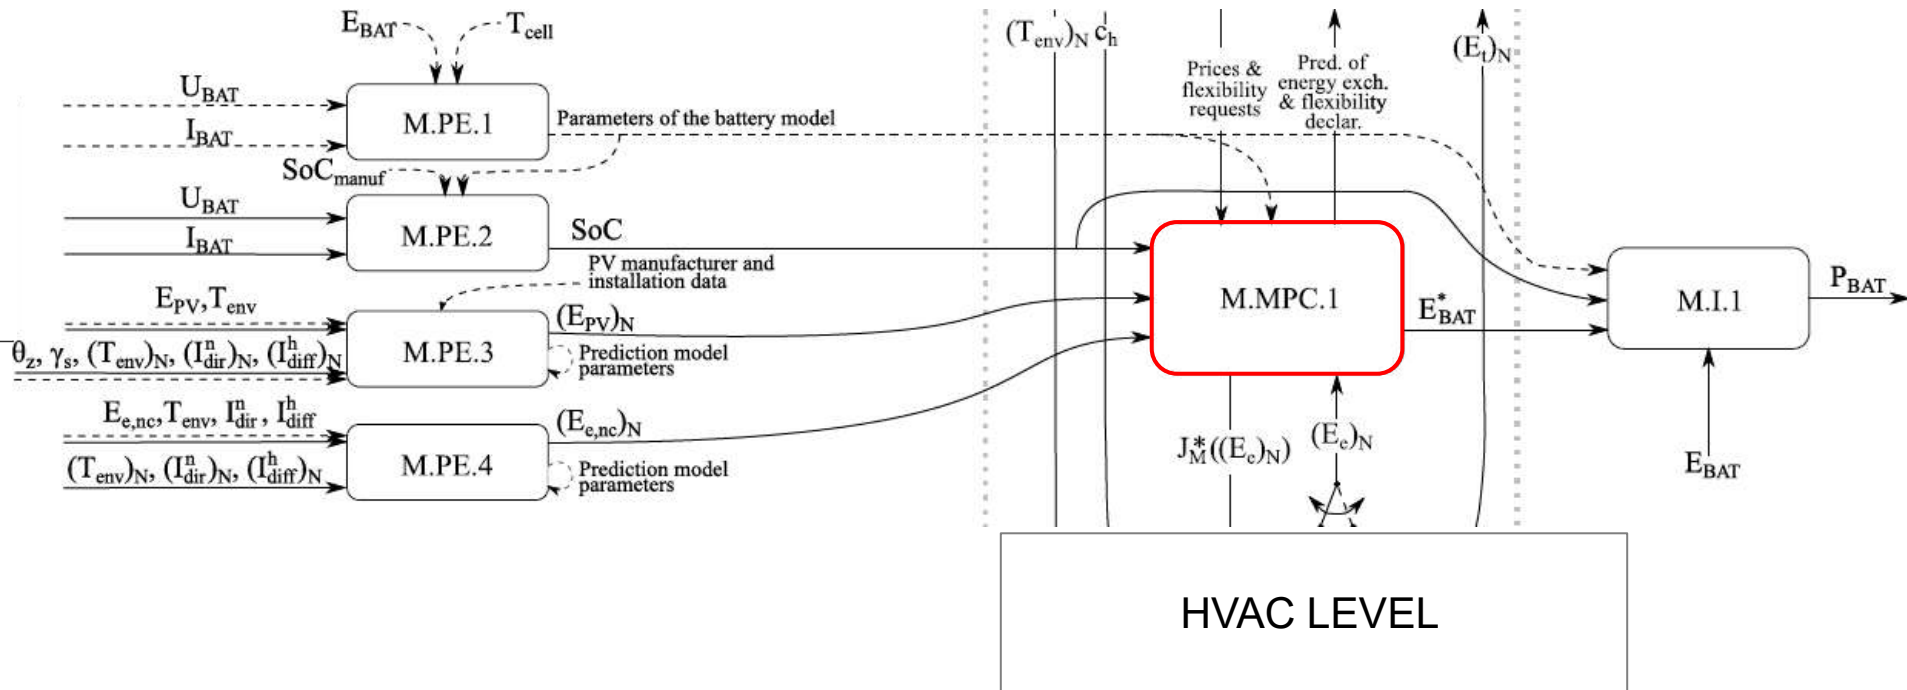 E_BAT
T_cell
U_BAT
I_BAT
M.PE.1
Parameters of the battery model
SoC_manuf
U_BAT
I_BAT
M.PE.2
SoC
PV manufacturer and
installation data
E_PV, T_env
θ_z, γ_s, (T_env)_N, (I^n_dir)_N, (I^h_diff)_N
M.PE.3
(E_PV)_N
Prediction model
parameters
E_e,nc, T_env, I^n_dir, I^h_diff
(T_env)_N, (I^n_dir)_N, (I^h_diff)_N
M.PE.4
(E_e,nc)_N
Prediction model
parameters
(T_env)_N c_h
Prices &
flexibility
requests
Pred. of
energy exch.
& flexibility
declar.
(E_t)_N
M.MPC.1
E*_BAT
J*_M((E_e)_N)
(E_e)_N
M.I.1
P_BAT
E_BAT
HVAC LEVEL